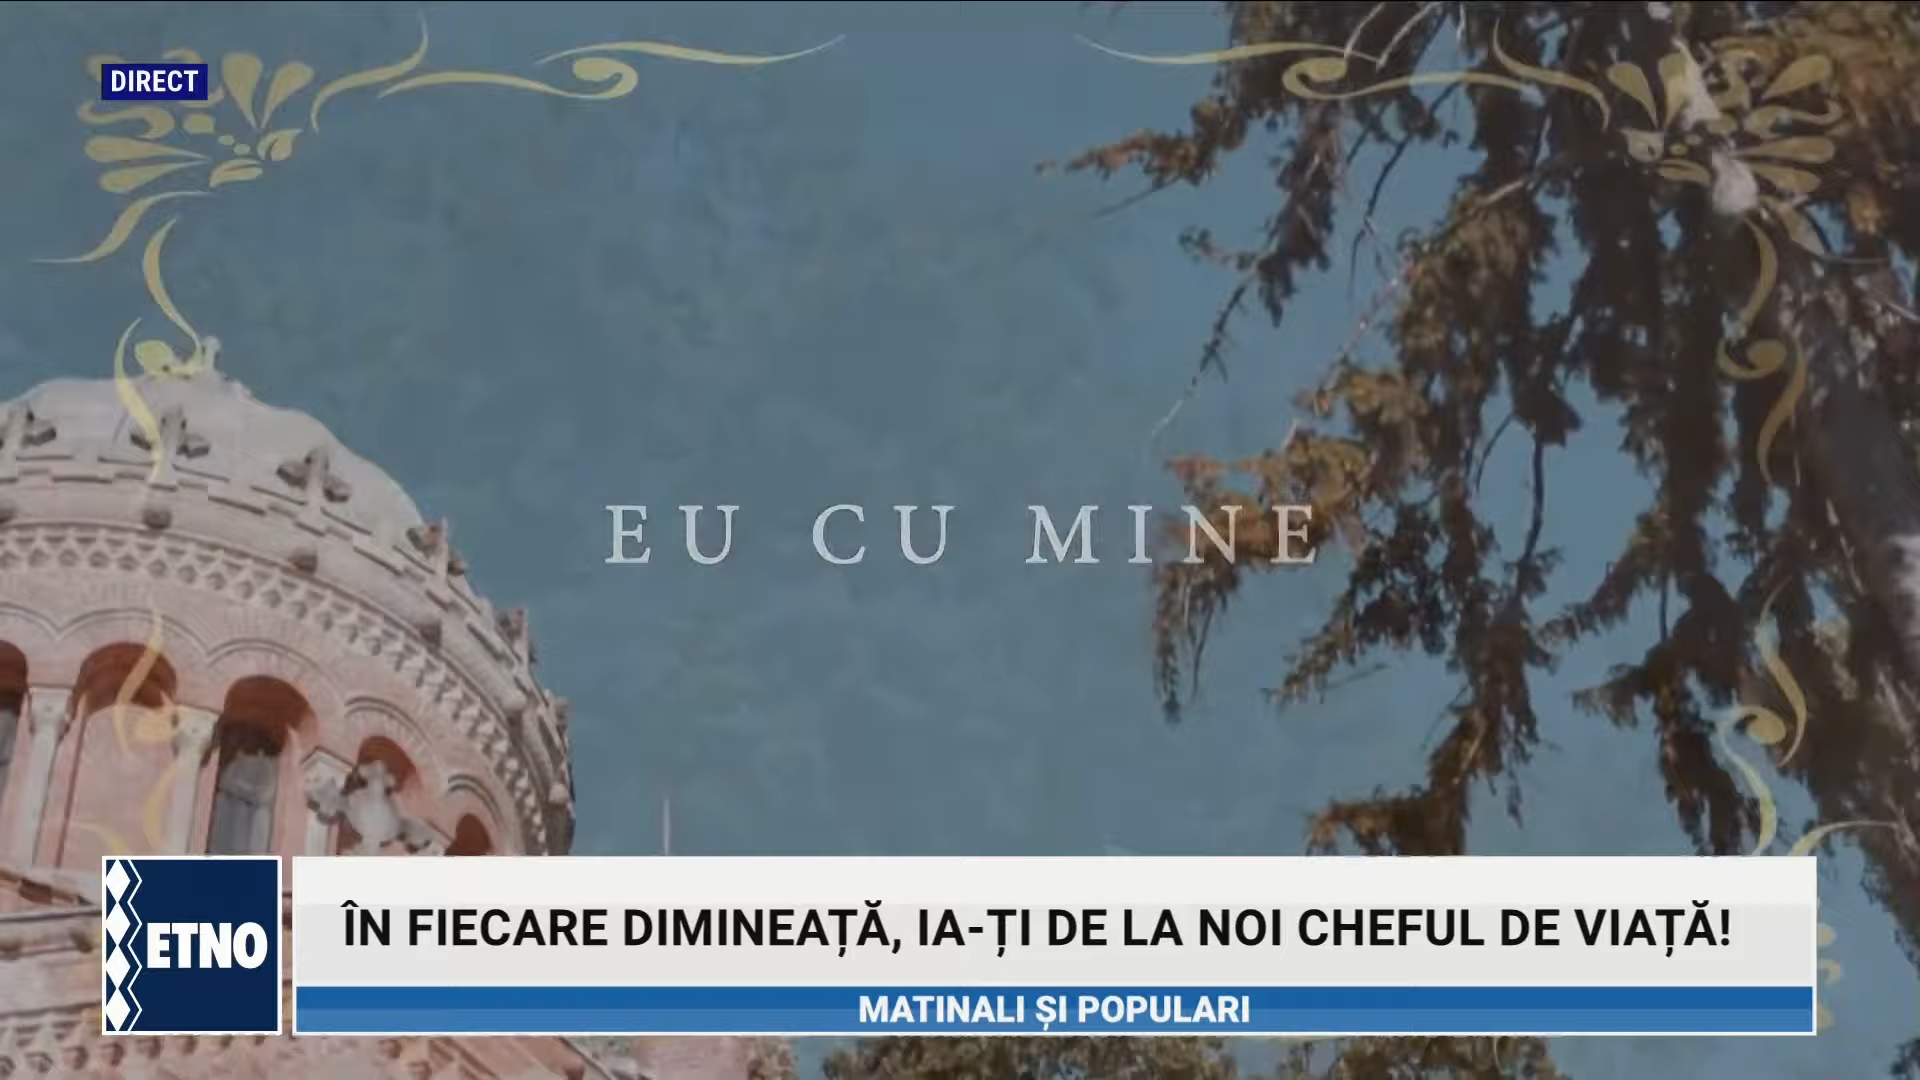 DIRECT
EU CU MINE
ETNO
ÎN FIECARE DIMINEAȚĂ, IA-ȚI DE LA NOI CHEFUL DE VIAȚĂ!
MATINALI ȘI POPULARI